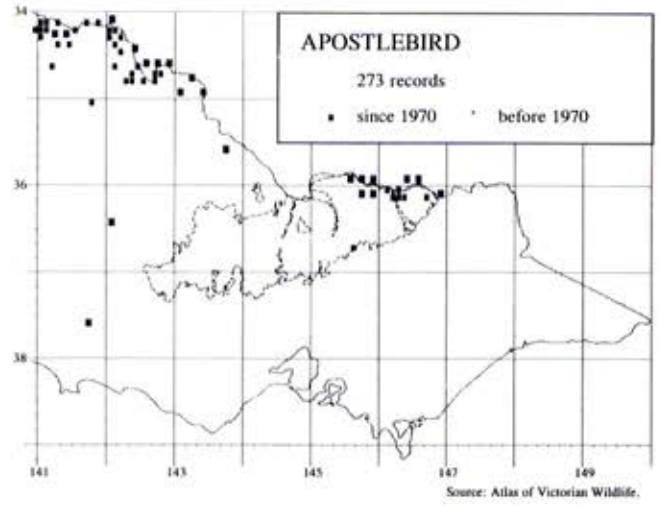 34
APOSTLEBIRD
273 records
since 1970 before 1970
36
38
141 143 145 147 149
Source: Atlas of Victorian Wildlife.